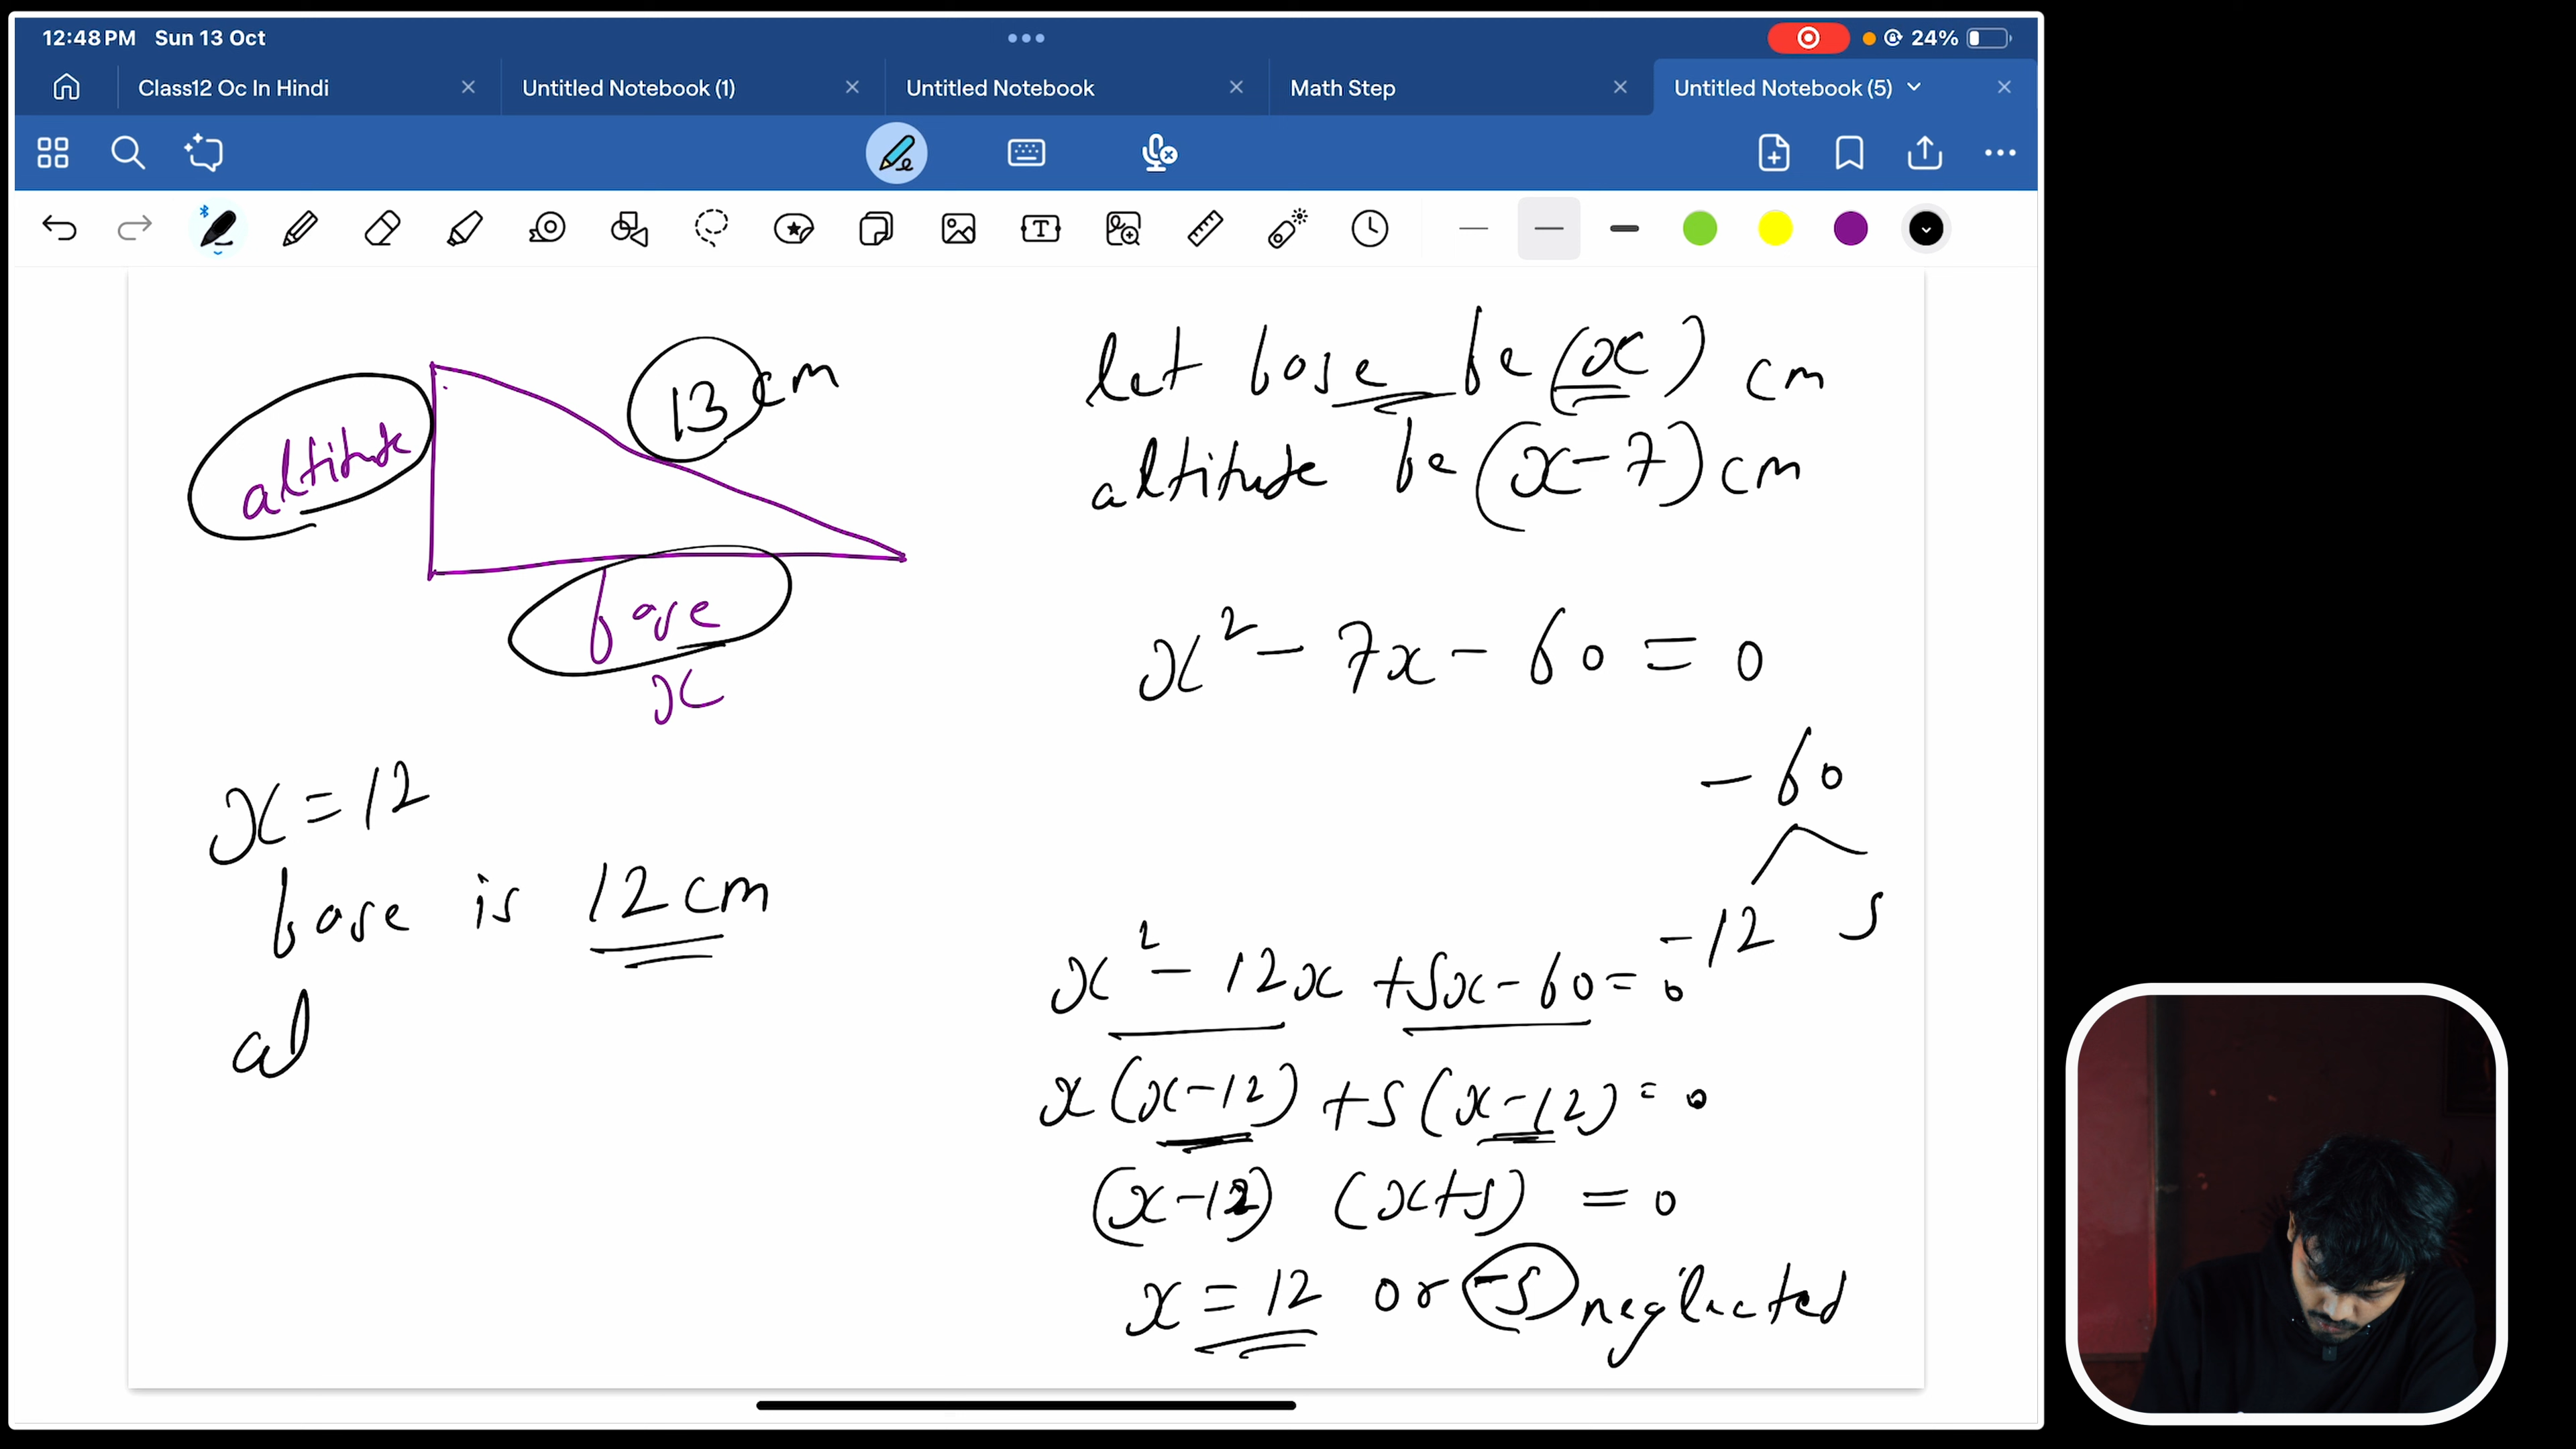 12:48 PM Sun 13 Oct
24%
Class12 Oc In Hindi
Untitled Notebook (1)
Untitled Notebook
Math Step
Untitled Notebook (5)
altitude
13 cm
base
x
x = 12
base is 12 cm
al
let base be (x) cm
altitude be (x - 7) cm
x² - 7x - 60 = 0
- 60
-12 5
x² - 12x + 5x - 60 = 0
x (x - 12) + 5 (x - 12) = 0
(x - 12) (x + 5) = 0
x = 12 or -5 neglected